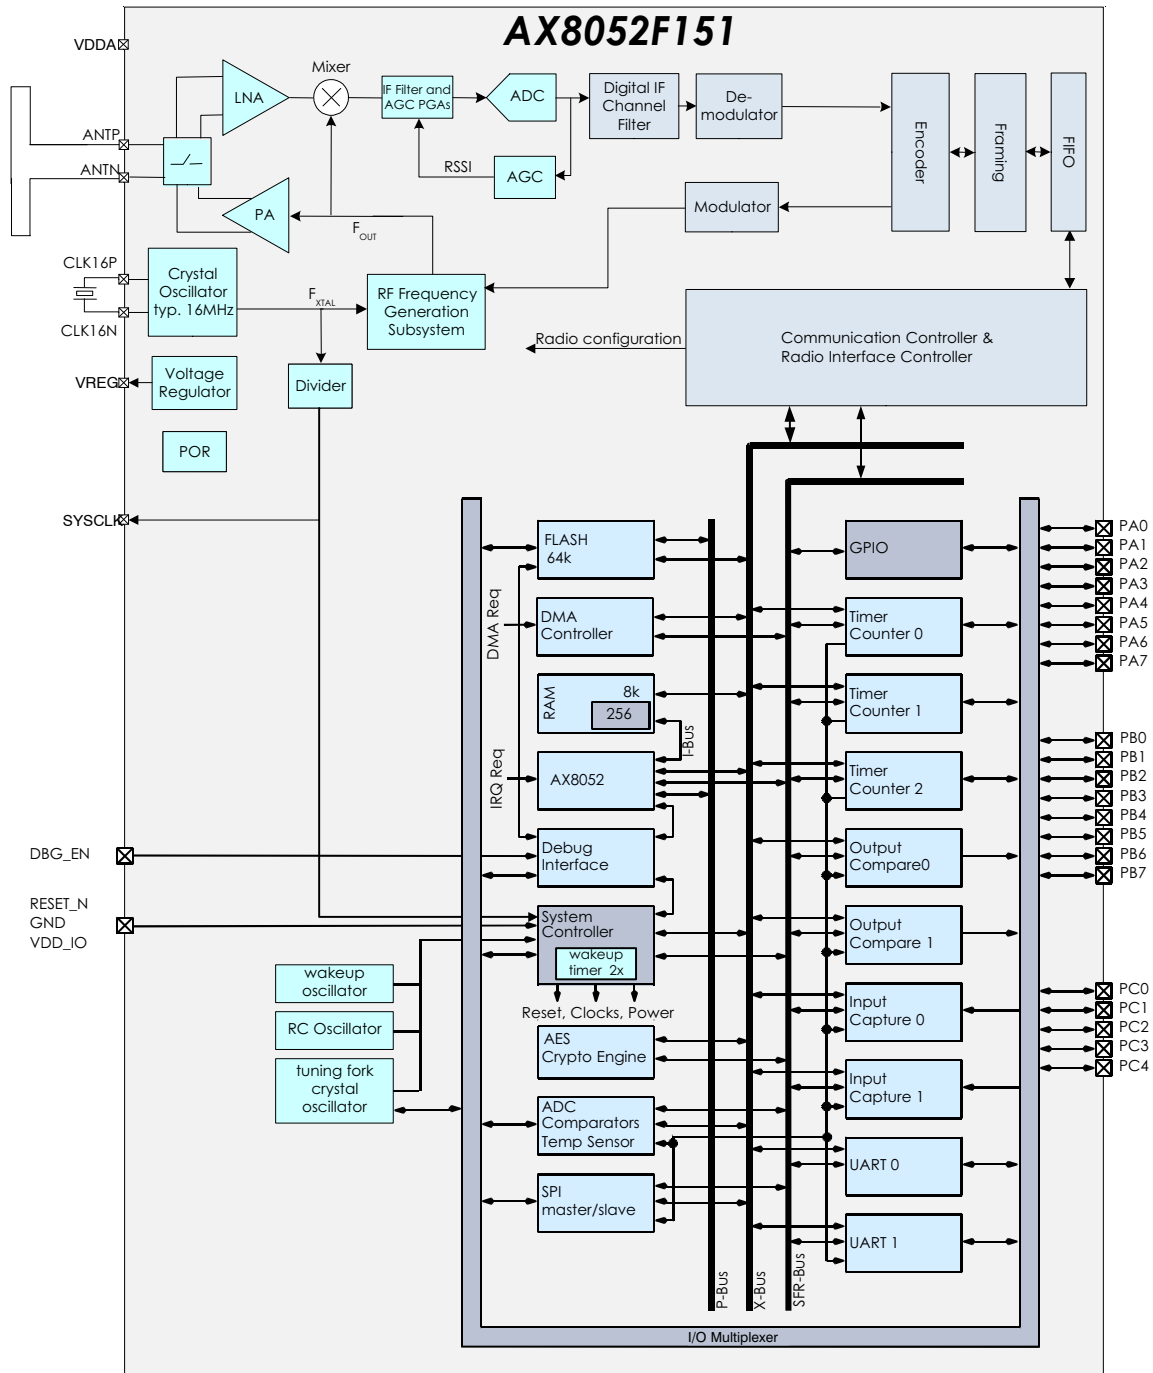 AX8052F151
VDDA
Mixer
LNA
IF Filter and
AGC PGAs
ADC
Digital IF
Channel
Filter
De-
modulator
Encoder
Framing
FIFO
ANTP
ANTN
RSSI
AGC
PA
FOUT
Modulator
CLK16P
CLK16N
Crystal
Oscillator
typ. 16MHz
FXTAL
RF Frequency
Generation
Subsystem
Radio configuration
Communication Controller &
Radio Interface Controller
VREG
Voltage
Regulator
Divider
POR
SYSCLK
FLASH
64k
GPIO
DMA Req
DMA
Controller
Timer
Counter 0
RAM
8k
256
I-Bus
Timer
Counter 1
IRQ Req
AX8052
Timer
Counter 2
DBG_EN
Debug
Interface
Output
Compare0
RESET_N
GND
VDD_IO
System
Controller
wakeup
timer 2x
Output
Compare 1
wakeup
oscillator
Reset, Clocks, Power
Input
Capture 0
RC Oscillator
AES
Crypto Engine
tuning fork
crystal
oscillator
Input
Capture 1
ADC
Comparators
Temp Sensor
UART 0
SPI
master/slave
UART 1
P-Bus
X-Bus
SFR-Bus
I/O Multiplexer
PA0
PA1
PA2
PA3
PA4
PA5
PA6
PA7
PB0
PB1
PB2
PB3
PB4
PB5
PB6
PB7
PC0
PC1
PC2
PC3
PC4